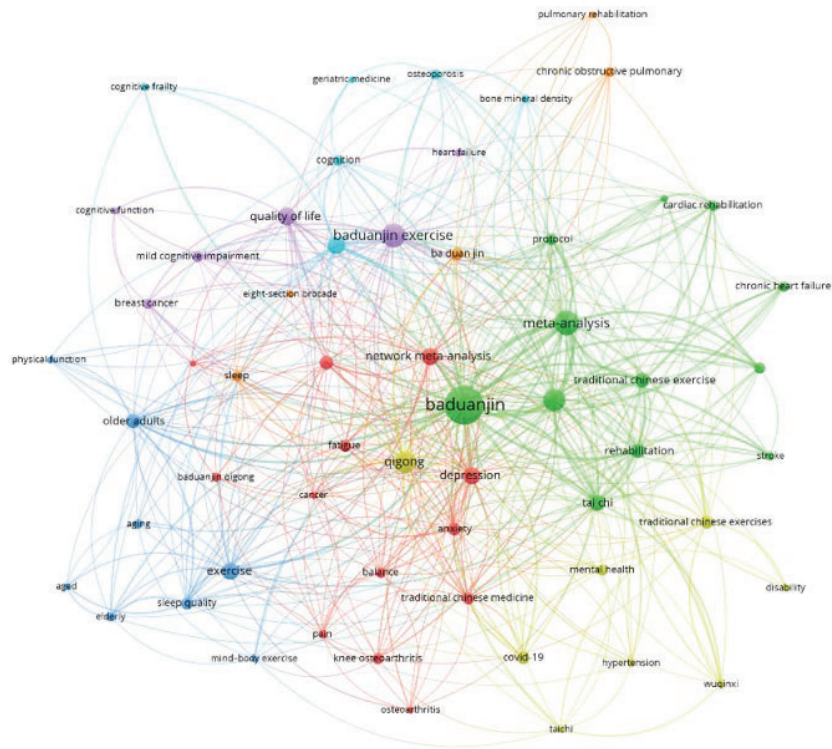 pulmonary rehabilitation
chronic obstructive pulmonary
osteoporosis
geriatric medicine
cognitive frailty
bone mineral density
heart failure
cognition
cardiac rehabilitation
cognitive function
quality of life
baduanjin exercise
protocol
ba duan jin
mild cognitive impairment
chronic heart failure
eight-section brocade
breast cancer
meta-analysis
network meta-analysis
physical function
sleep
traditional chinese exercise
baduanjin
older adults
fatigue
rehabilitation
stroke
qigong
depression
baduanjin qigong
cancer
tai chi
aging
anxiety
traditional chinese exercises
exercise
balance
mental health
aged
disability
sleep quality
traditional chinese medicine
elderly
pain
mind-body exercise
knee osteoarthritis
covid-19
hypertension
wuqinxi
osteoarthritis
taichi